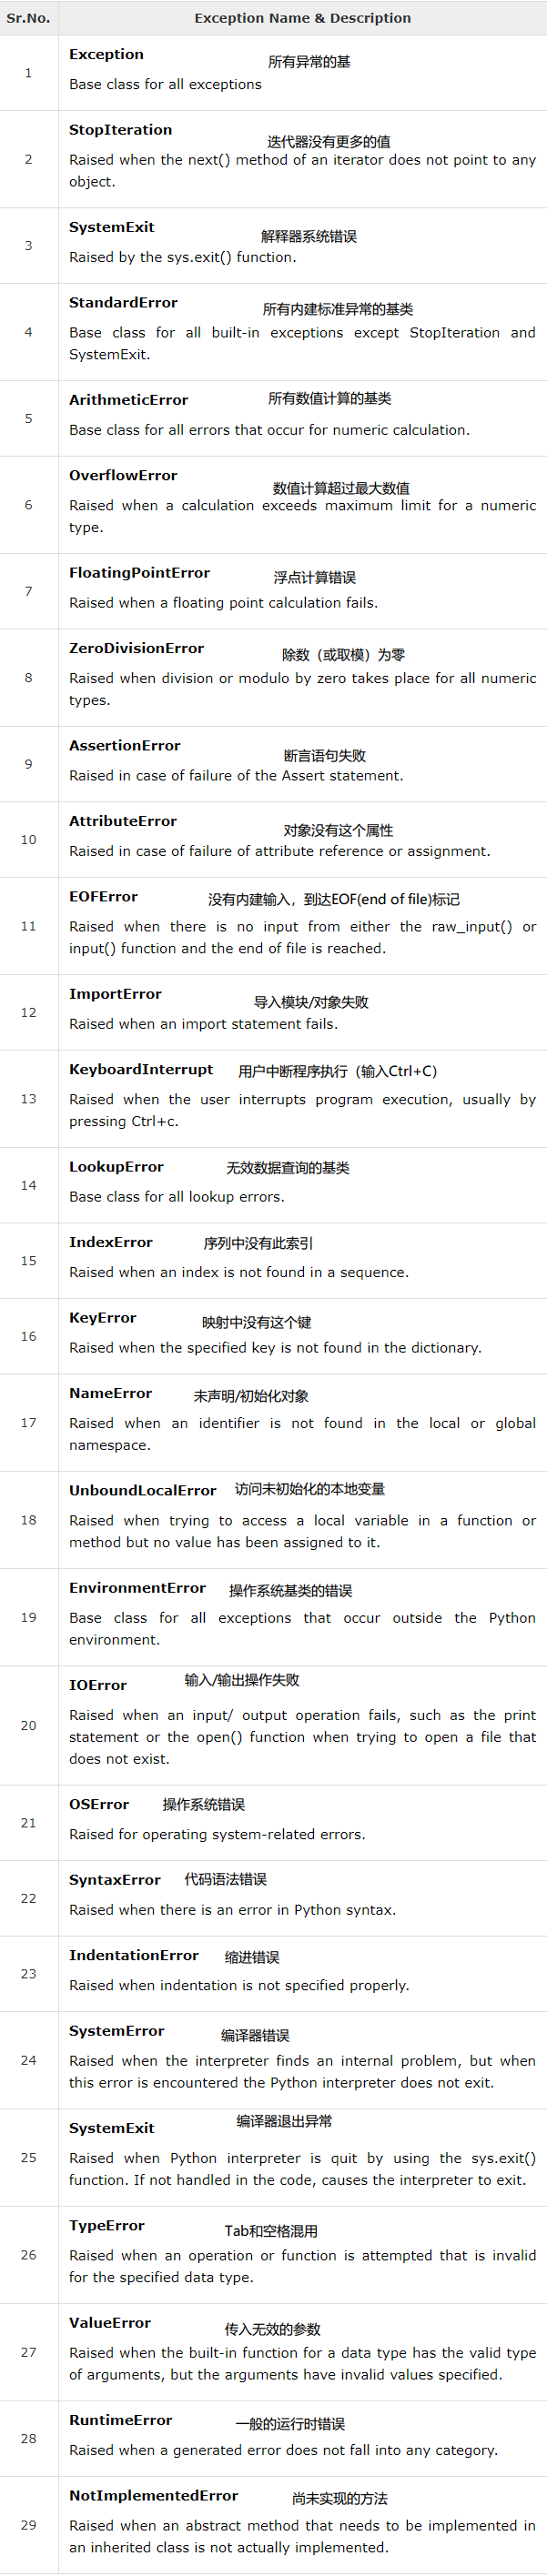 Sr.No. Exception Name & Description
1
Exception 所有异常的基
Base class for all exceptions
2
StopIteration 迭代器没有更多的值
Raised when the next() method of an iterator does not point to any
object.
3
SystemExit 解释器系统错误
Raised by the sys.exit() function.
4
StandardError 所有内建标准异常的基类
Base class for all built-in exceptions except StopIteration and
SystemExit.
5
ArithmeticError 所有数值计算的基类
Base class for all errors that occur for numeric calculation.
6
OverflowError 数值计算超过最大数值
Raised when a calculation exceeds maximum limit for a numeric
type.
7
FloatingPointError 浮点计算错误
Raised when a floating point calculation fails.
8
ZeroDivisionError 除数（或取模）为零
Raised when division or modulo by zero takes place for all numeric
types.
9
AssertionError 断言语句失败
Raised in case of failure of the Assert statement.
10
AttributeError 对象没有这个属性
Raised in case of failure of attribute reference or assignment.
11
EOFError 没有内建输入，到达EOF(end of file)标记
Raised when there is no input from either the raw_input() or
input() function and the end of file is reached.
12
ImportError 导入模块/对象失败
Raised when an import statement fails.
13
KeyboardInterrupt 用户中断程序执行（输入Ctrl+C）
Raised when the user interrupts program execution, usually by
pressing Ctrl+c.
14
LookupError 无效数据查询的基类
Base class for all lookup errors.
15
IndexError 序列中没有此索引
Raised when an index is not found in a sequence.
16
KeyError 映射中没有这个键
Raised when the specified key is not found in the dictionary.
17
NameError 未声明/初始化对象
Raised when an identifier is not found in the local or global
namespace.
18
UnboundLocalError 访问未初始化的本地变量
Raised when trying to access a local variable in a function or
method but no value has been assigned to it.
19
EnvironmentError 操作系统基类的错误
Base class for all exceptions that occur outside the Python
environment.
20
IOError 输入/输出操作失败
Raised when an input/ output operation fails, such as the print
statement or the open() function when trying to open a file that
does not exist.
21
OSError 操作系统错误
Raised for operating system-related errors.
22
SyntaxError 代码语法错误
Raised when there is an error in Python syntax.
23
IndentationError 缩进错误
Raised when indentation is not specified properly.
24
SystemError 编译器错误
Raised when the interpreter finds an internal problem, but when
this error is encountered the Python interpreter does not exit.
25
SystemExit 编译器退出异常
Raised when Python interpreter is quit by using the sys.exit()
function. If not handled in the code, causes the interpreter to exit.
26
TypeError Tab和空格混用
Raised when an operation or function is attempted that is invalid
for the specified data type.
27
ValueError 传入无效的参数
Raised when the built-in function for a data type has the valid type
of arguments, but the arguments have invalid values specified.
28
RuntimeError 一般的运行时错误
Raised when a generated error does not fall into any category.
29
NotImplementedError 尚未实现的方法
Raised when an abstract method that needs to be implemented in
an inherited class is not actually implemented.